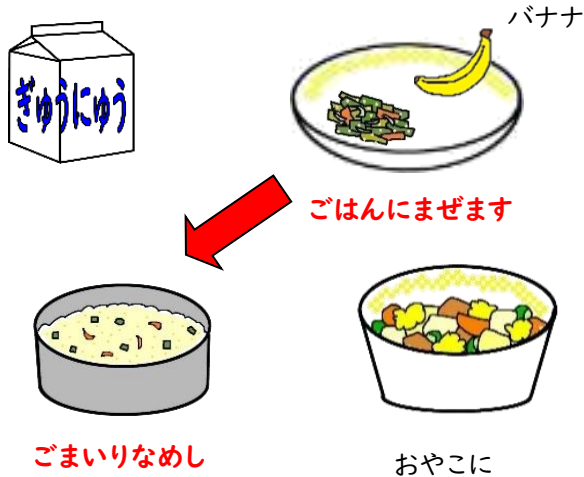 バナナ
ぎゅうにゅう
ごはんにまぜます
ごまいりなめし
おやこに